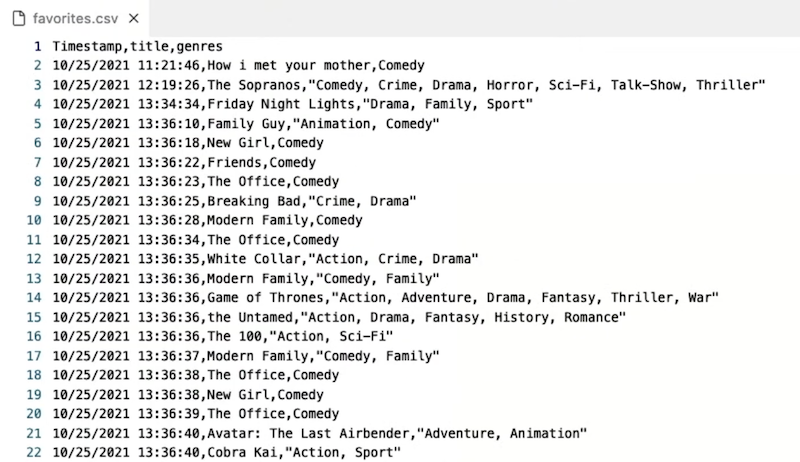 favorites.csv ×
1 Timestamp,title,genres
2 10/25/2021 11:21:46,How i met your mother,Comedy
3 10/25/2021 12:19:26,The Sopranos,"Comedy, Crime, Drama, Horror, Sci-Fi, Talk-Show, Thriller"
4 10/25/2021 13:34:34,Friday Night Lights,"Drama, Family, Sport"
5 10/25/2021 13:36:10,Family Guy,"Animation, Comedy"
6 10/25/2021 13:36:18,New Girl,Comedy
7 10/25/2021 13:36:22,Friends,Comedy
8 10/25/2021 13:36:23,The Office,Comedy
9 10/25/2021 13:36:25,Breaking Bad,"Crime, Drama"
10 10/25/2021 13:36:28,Modern Family,Comedy
11 10/25/2021 13:36:34,The Office,Comedy
12 10/25/2021 13:36:35,White Collar,"Action, Crime, Drama"
13 10/25/2021 13:36:36,Modern Family,"Comedy, Family"
14 10/25/2021 13:36:36,Game of Thrones,"Action, Adventure, Drama, Fantasy, Thriller, War"
15 10/25/2021 13:36:36,the Untamed,"Action, Drama, Fantasy, History, Romance"
16 10/25/2021 13:36:36,The 100,"Action, Sci-Fi"
17 10/25/2021 13:36:37,Modern Family,"Comedy, Family"
18 10/25/2021 13:36:38,The Office,Comedy
19 10/25/2021 13:36:38,New Girl,Comedy
20 10/25/2021 13:36:39,The Office,Comedy
21 10/25/2021 13:36:40,Avatar: The Last Airbender,"Adventure, Animation"
22 10/25/2021 13:36:40,Cobra Kai,"Action, Sport"